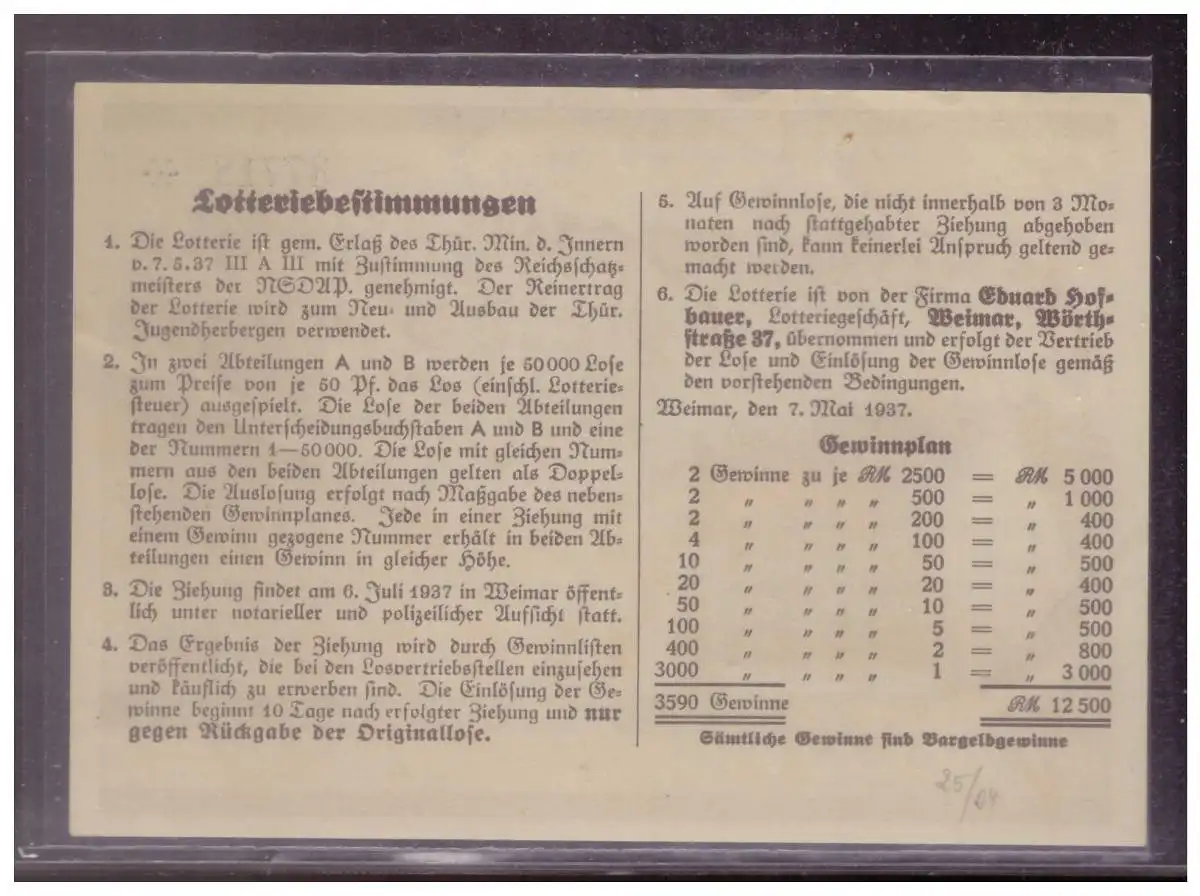 Lotteriebestimmungen
1. Die Lotterie ist gem. Erlaß des Thür. Min. d. Innern
v. 7. 5. 37 III A III mit Zustimmung des Reichsschatz-
meisters der NSDAP. genehmigt. Der Reinertrag
der Lotterie wird zum Neu- und Ausbau der Thür.
Jugendherbergen verwendet.
2. In zwei Abteilungen A und B werden je 50000 Lose
zum Preise von je 50 Pf. das Los (einschl. Lotterie-
steuer) ausgespielt. Die Lose der beiden Abteilungen
tragen den Unterscheidungsbuchstaben A und B und eine
der Nummern 1—50000. Die Lose mit gleichen Num-
mern aus den beiden Abteilungen gelten als Doppel-
lose. Die Auslosung erfolgt nach Maßgabe des neben-
stehenden Gewinnplanes. Jede in einer Ziehung mit
einem Gewinn gezogene Nummer erhält in beiden Ab-
teilungen einen Gewinn in gleicher Höhe.
3. Die Ziehung findet am 6. Juli 1937 in Weimar öffent-
lich unter notarieller und polizeilicher Aufsicht statt.
4. Das Ergebnis der Ziehung wird durch Gewinnlisten
veröffentlicht, die bei den Losvertriebsstellen einzusehen
und käuflich zu erwerben sind. Die Einlösung der Ge-
winne beginnt 10 Tage nach erfolgter Ziehung und nur
gegen Rückgabe der Originallose.
5. Auf Gewinnlose, die nicht innerhalb von 3 Mo-
naten nach stattgehabter Ziehung abgehoben
worden sind, kann keinerlei Anspruch geltend ge-
macht werden.
6. Die Lotterie ist von der Firma Eduard Hof-
bauer, Lotteriegeschäft, Weimar, Wörth-
straße 37, übernommen und erfolgt der Vertrieb
der Lose und Einlösung der Gewinnlose gemäß
den vorstehenden Bedingungen.
Weimar, den 7. Mai 1937.
Gewinnplan
2 Gewinne zu je RM 2500 = RM 5 000
2 " " " " 500 = " 1 000
2 " " " " 200 = " 400
4 " " " " 100 = " 400
10 " " " " 50 = " 500
20 " " " " 20 = " 400
50 " " " " 10 = " 500
100 " " " " 5 = " 500
400 " " " " 2 = " 800
3000 " " " " 1 = " 3 000
3590 Gewinne RM 12 500
Sämtliche Gewinne sind Bargeldgewinne
25/04